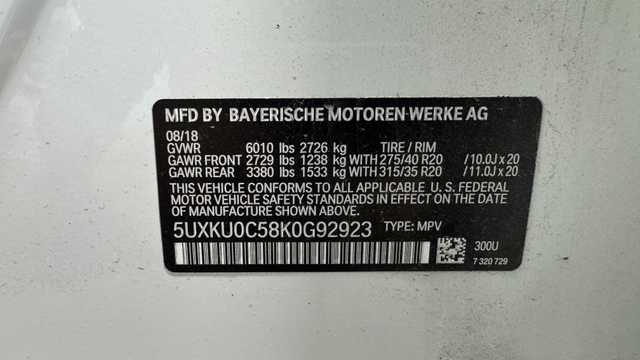 MFD BY BAYERISCHE MOTOREN WERKE AG
08/18
GVWR 6010 lbs 2726 kg TIRE / RIM
GAWR FRONT 2729 lbs 1238 kg WITH 275/40 R20 /10.0J x 20
GAWR REAR 3380 lbs 1533 kg WITH 315/35 R20 /11.0J x 20
THIS VEHICLE CONFORMS TO ALL APPLICABLE U. S. FEDERAL
MOTOR VEHICLE SAFETY STANDARDS IN EFFECT ON THE
DATE OF MANUFACTURE SHOWN ABOVE.
5UXKU0C58K0G92923 TYPE: MPV
300U
7 320 729